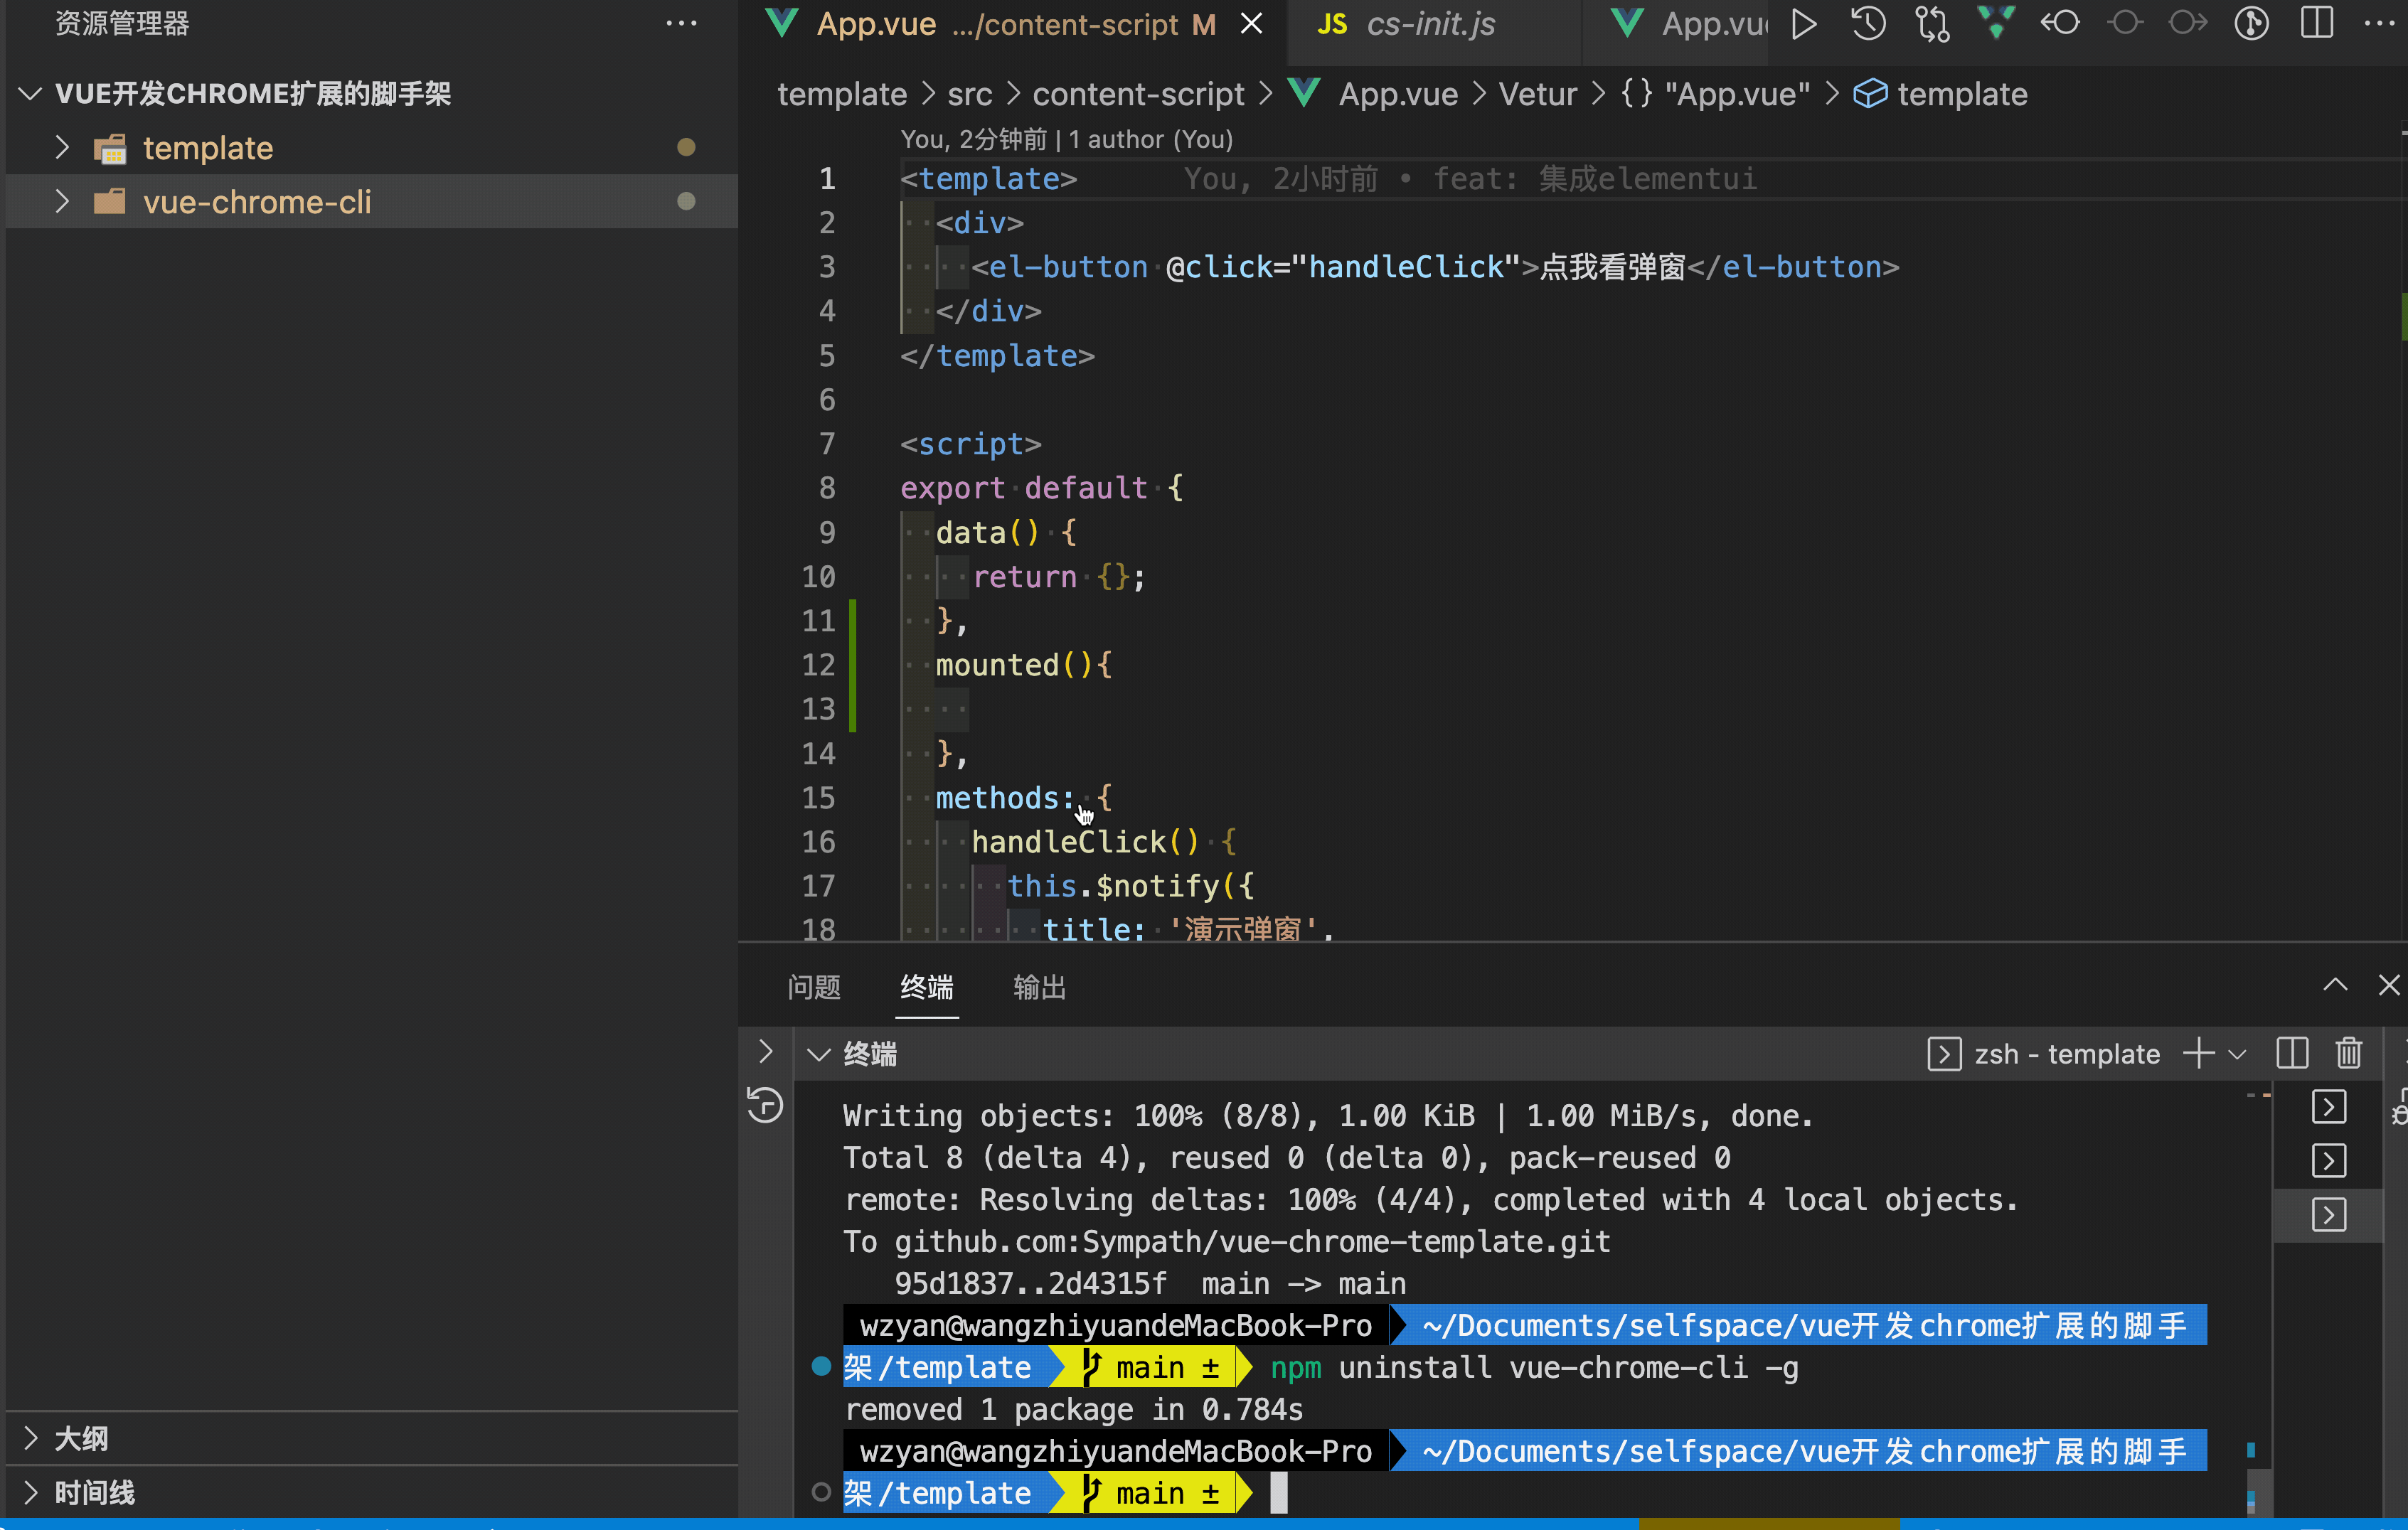 资源管理器
VUE开发CHROME扩展的脚手架
template
vue-chrome-cli
大纲
时间线
App.vue .../content-script M
JS cs-init.js
App.vu
template > src > content-script > App.vue > Vetur > {} "App.vue" > template
You, 2分钟前 | 1 author (You)
1 <template> You, 2小时前 • feat: 集成elementui
2 <div>
3 <el-button @click="handleClick">点我看弹窗</el-button>
4 </div>
5 </template>
6
7 <script>
8 export default {
9 data() {
10 return {};
11 },
12 mounted(){
13
14 },
15 methods: {
16 handleClick() {
17 this.$notify({
18 title: '演示弹窗',
问题 终端 输出
终端
zsh - template
Writing objects: 100% (8/8), 1.00 KiB | 1.00 MiB/s, done.
Total 8 (delta 4), reused 0 (delta 0), pack-reused 0
remote: Resolving deltas: 100% (4/4), completed with 4 local objects.
To github.com:Sympath/vue-chrome-template.git
95d1837..2d4315f main -> main
wzyan@wangzhiyuandeMacBook-Pro ~/Documents/selfspace/vue开发chrome扩展的脚手
架/template main ± npm uninstall vue-chrome-cli -g
removed 1 package in 0.784s
wzyan@wangzhiyuandeMacBook-Pro ~/Documents/selfspace/vue开发chrome扩展的脚手
架/template main ±